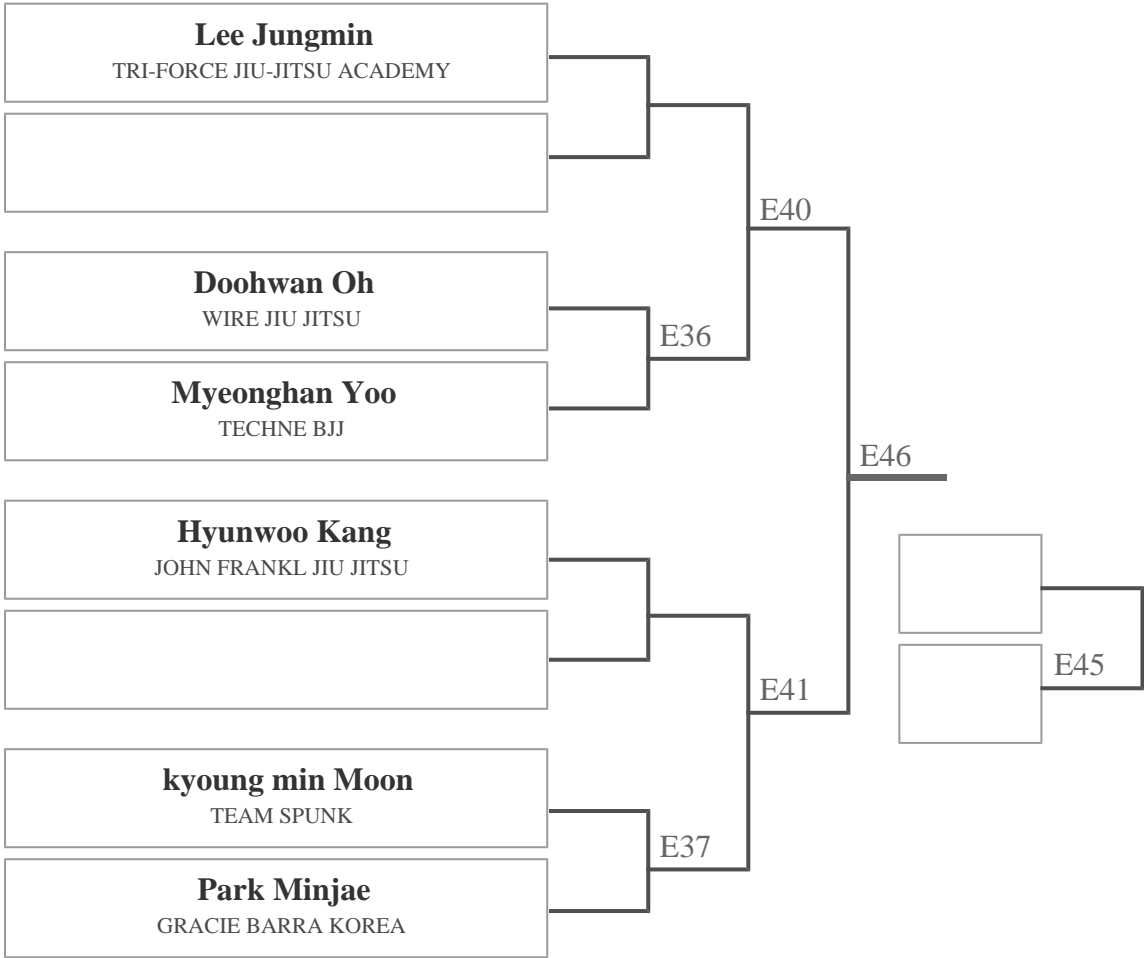 Lee Jungmin
TRI-FORCE JIU-JITSU ACADEMY
E40
Doohwan Oh
WIRE JIU JITSU
E36
Myeonghan Yoo
TECHNE BJJ
E46
Hyunwoo Kang
JOHN FRANKL JIU JITSU
E45
E41
kyoung min Moon
TEAM SPUNK
E37
Park Minjae
GRACIE BARRA KOREA